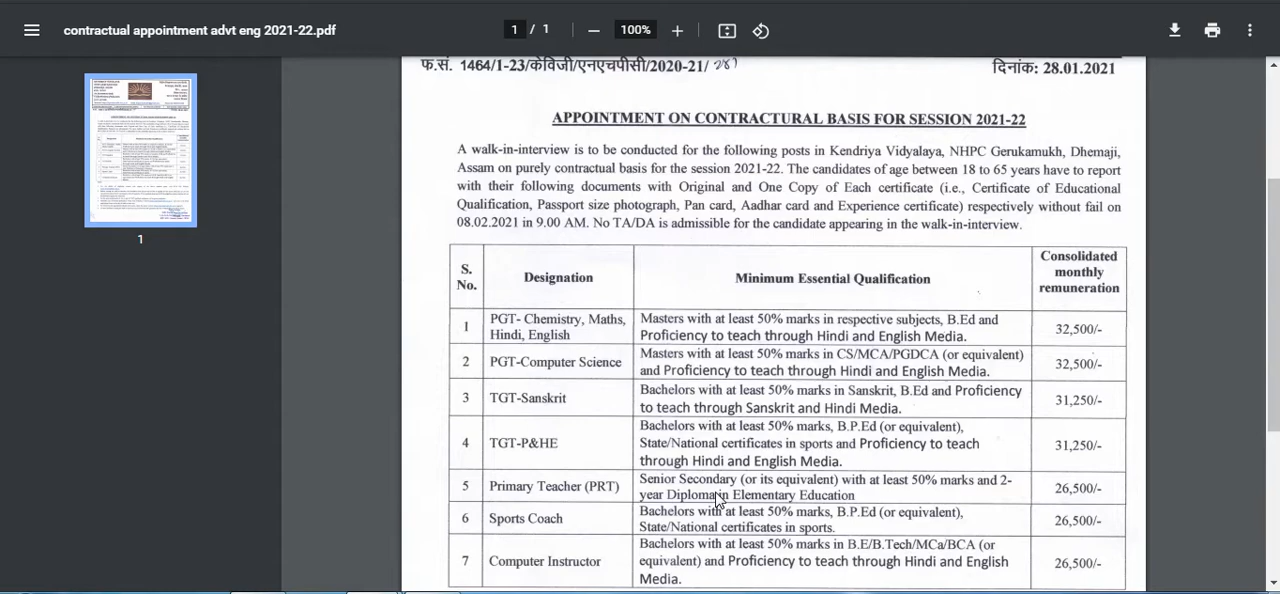 contractual appointment advt eng 2021-22.pdf
1 / 1
100%
1
फ.सं. 1464/1-23/केविजी/एनएचपीसी/2020-21/
दिनांक: 28.01.2021
APPOINTMENT ON CONTRACTURAL BASIS FOR SESSION 2021-22
A walk-in-interview is to be conducted for the following posts in Vivekananda Kendra Vidyalaya NHPC Gerukamukh, Dhemaji,
Assam on purely contractual basis for the session 2021-22. The candidates of age between 18 to 65 years have to report
with their following documents with Original and One Copy of each certificate (i.e., Certificate of Educational
Qualification, Passport size photograph, Pan card, Aadhar card and Experience certificate) respectively without fail on
08.02.2021 in 9.00 AM. No TA/DA is admissible for the candidate appearing in the walk-in-interview.
S. No. Designation Minimum Essential Qualification Consolidated monthly remuneration
1 PGT- Chemistry, Maths, Hindi, English Masters with at least 50% marks in respective subjects, B.Ed and Proficiency to teach through Hindi and English Media. 32,500/-
2 PGT-Computer Science Masters with at least 50% marks in CS/MCA/PGDCA (or equivalent) and Proficiency to teach through Hindi and English Media. 32,500/-
3 TGT-Sanskrit Bachelors with at least 50% marks in Sanskrit, B.Ed and Proficiency to teach through Sanskrit and Hindi Media. 31,250/-
4 TGT-P&HE Bachelors with at least 50% marks, B.P.Ed (or equivalent), State/National certificates in sports and Proficiency to teach through Hindi and English Media. 31,250/-
5 Primary Teacher (PRT) Senior Secondary (or its equivalent) with at least 50% marks and 2-year Diploma in Elementary Education 26,500/-
6 Sports Coach Bachelors with at least 50% marks, B.P.Ed (or equivalent), State/National certificates in sports. 26,500/-
7 Computer Instructor Bachelors with at least 50% marks in B.E/B.Tech/MCa/BCA (or equivalent) and Proficiency to teach through Hindi and English Media. 26,500/-